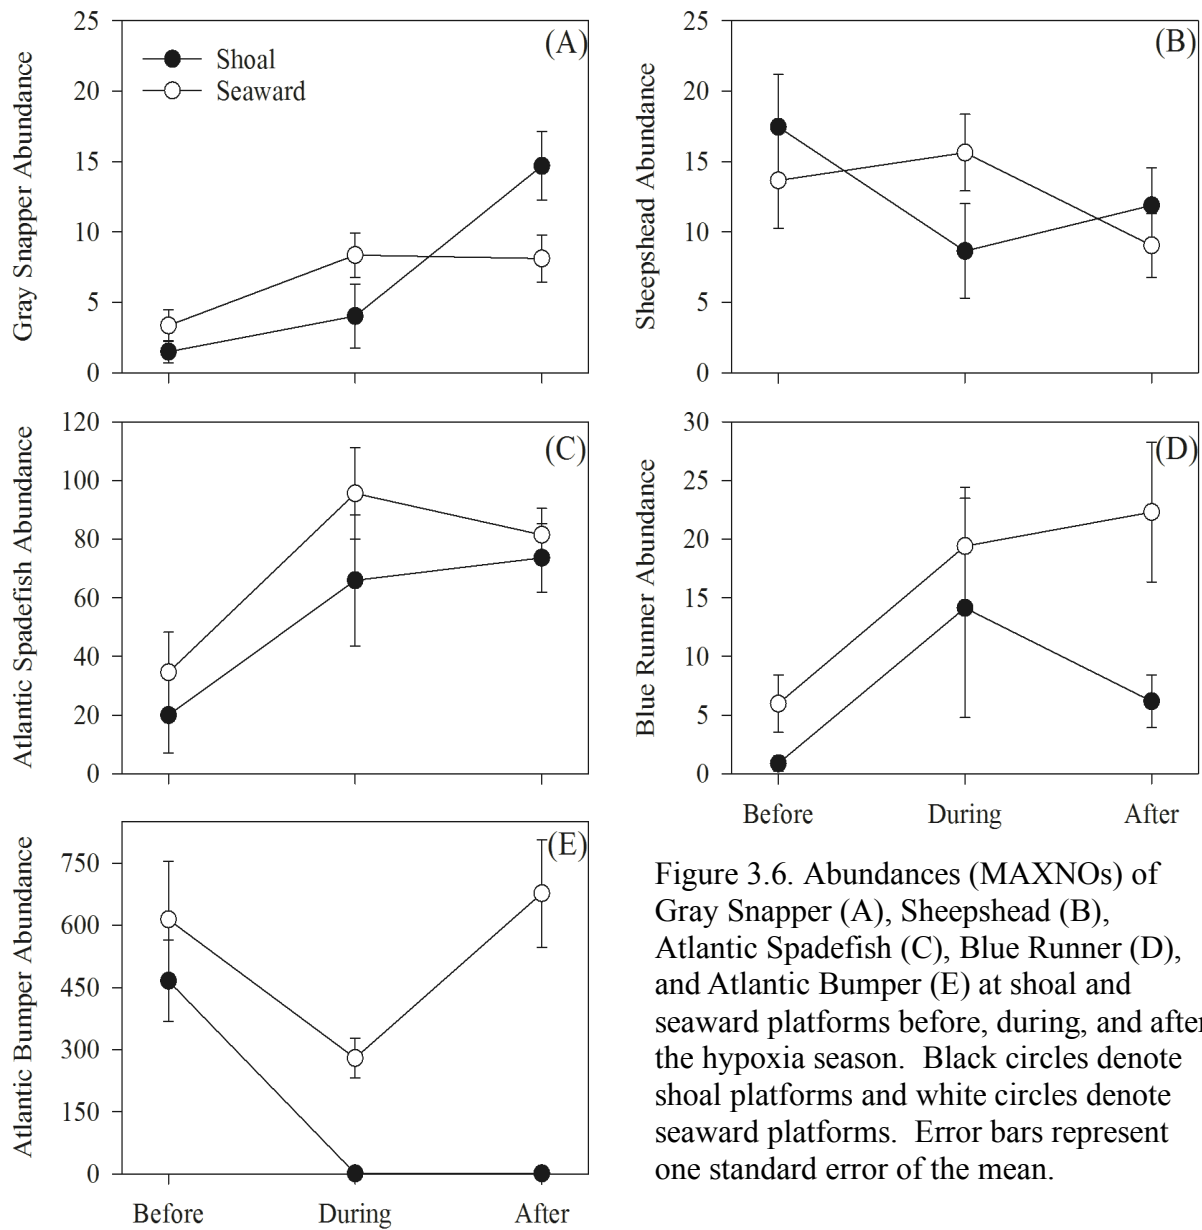 (A)
Shoal
Seaward
Gray Snapper Abundance
25
20
15
10
5
0
(B)
Sheepshead Abundance
25
20
15
10
5
0
(C)
Atlantic Spadefish Abundance
120
100
80
60
40
20
0
(D)
Blue Runner Abundance
30
25
20
15
10
5
0
Before During After
(E)
Atlantic Bumper Abundance
750
600
450
300
150
0
Before During After
Figure 3.6. Abundances (MAXNOs) of
Gray Snapper (A), Sheepshead (B),
Atlantic Spadefish (C), Blue Runner (D),
and Atlantic Bumper (E) at shoal and
seaward platforms before, during, and after
the hypoxia season. Black circles denote
shoal platforms and white circles denote
seaward platforms. Error bars represent
one standard error of the mean.